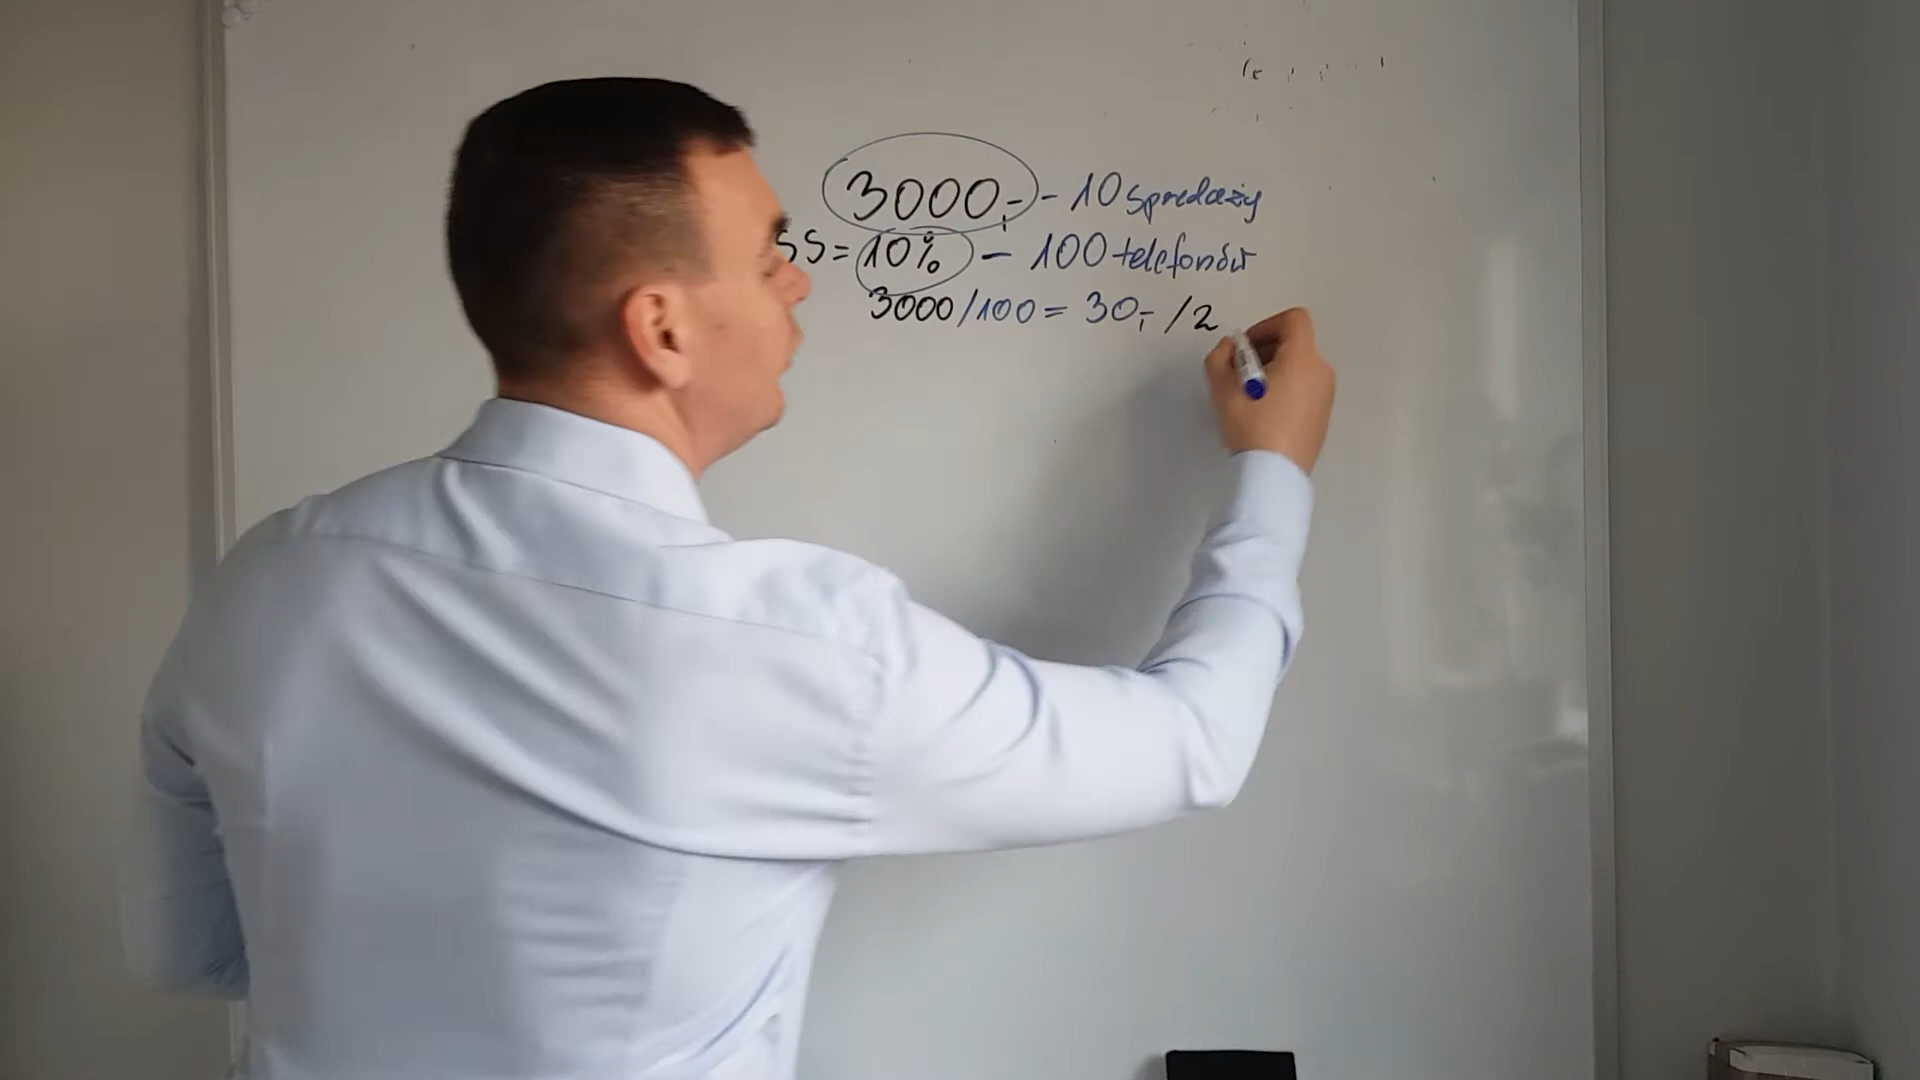 3000,- - 10 sprzedaży
SS = 10% - 100 telefonów
3000/100 = 30,- /2